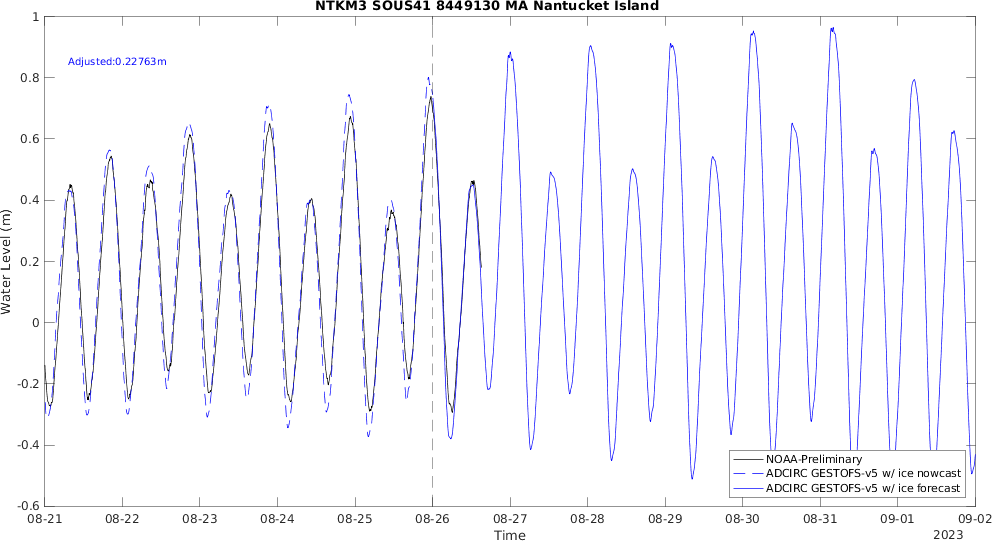 NTKM3 SOUS41 8449130 MA Nantucket Island
Adjusted:0.22763m
Water Level (m)
1
0.8
0.6
0.4
0.2
0
-0.2
-0.4
-0.6
NOAA-Preliminary
ADCIRC GESTOFS-v5 w/ ice nowcast
ADCIRC GESTOFS-v5 w/ ice forecast
08-21 08-22 08-23 08-24 08-25 08-26 08-27 08-28 08-29 08-30 08-31 09-01 09-02
Time
2023